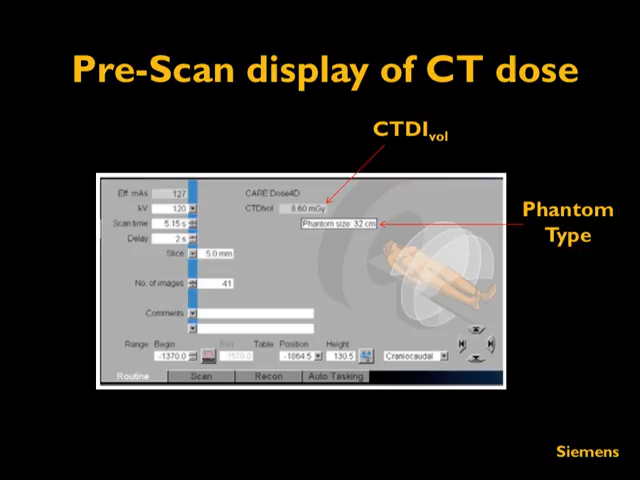 Pre-Scan display of CT dose
CTDIvol
Phantom
Type
Eff. mAs 127 CARE Dose4D
kV 120 CTDIvol 8.60 mGy
Scan time 5.15 s Phantom size: 32 cm
Delay 2 s
Slice 5.0 mm
No. of images 41
Comments
Range Begin End Table Position Height
-1370.0 1570.0 -1864.5 130.5 Craniocaudal
Routine Scan Recon Auto Tasking
Siemens